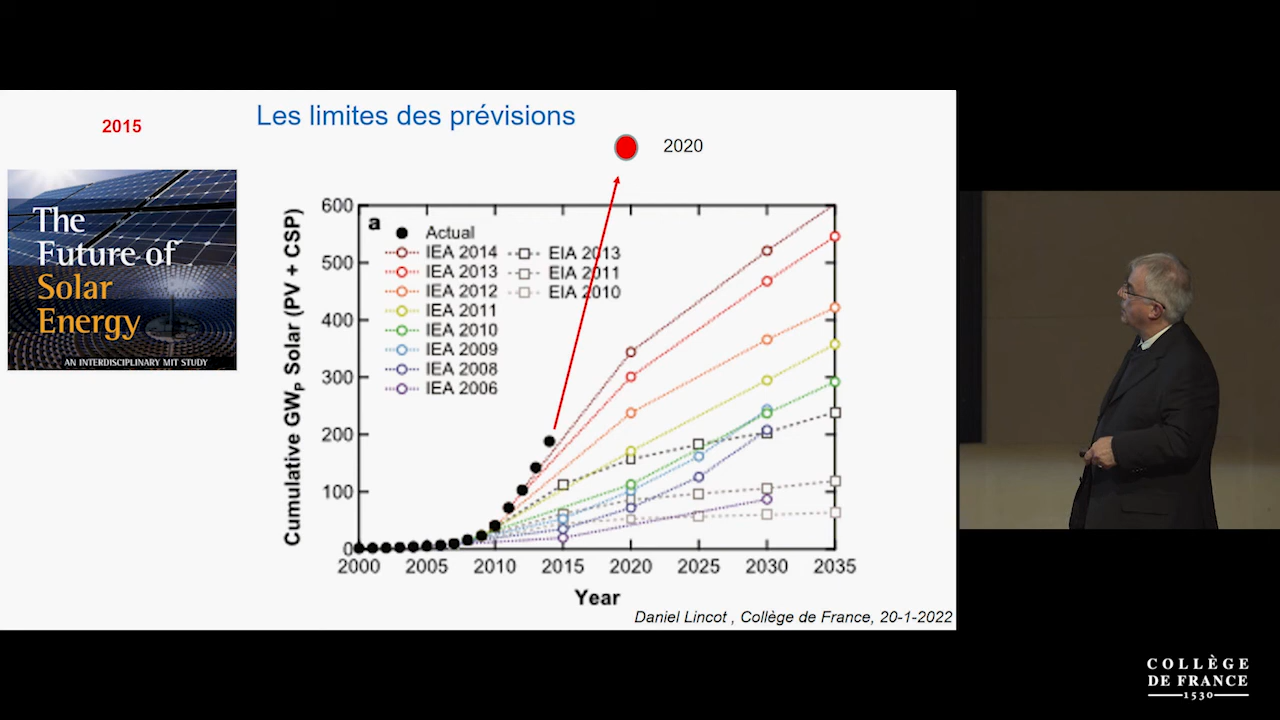 2015
Les limites des prévisions
2020
The
Future of
Solar
Energy
AN INTERDISCIPLINARY MIT STUDY
a
Actual
IEA 2014
IEA 2013
IEA 2012
IEA 2011
IEA 2010
IEA 2009
IEA 2008
IEA 2006
EIA 2013
EIA 2011
EIA 2010
Cumulative GWP Solar (PV + CSP)
600
500
400
300
200
100
0
2000 2005 2010 2015 2020 2025 2030 2035
Year
Daniel Lincot , Collège de France, 20-1-2022
COLLÈGE
DE FRANCE
1530